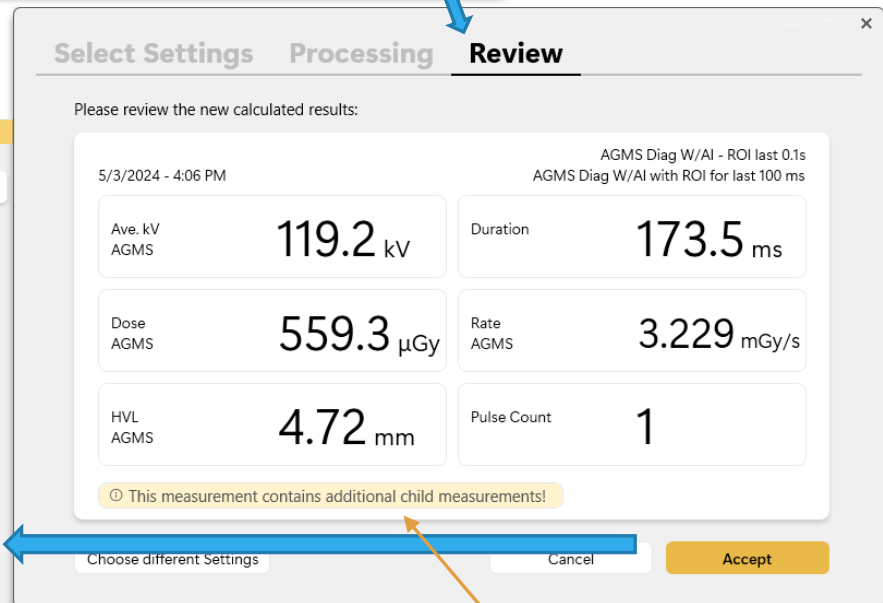 Select Settings Processing Review
Please review the new calculated results:
AGMS Diag W/AI - ROI last 0.1s
5/3/2024 - 4:06 PM
AGMS Diag W/AI with ROI for last 100 ms
Ave. kV
AGMS
119.2 kV
Duration
173.5 ms
Dose
AGMS
559.3 µGy
Rate
AGMS
3.229 mGy/s
HVL
AGMS
4.72 mm
Pulse Count
1
This measurement contains additional child measurements!
Choose different Settings
Cancel
Accept